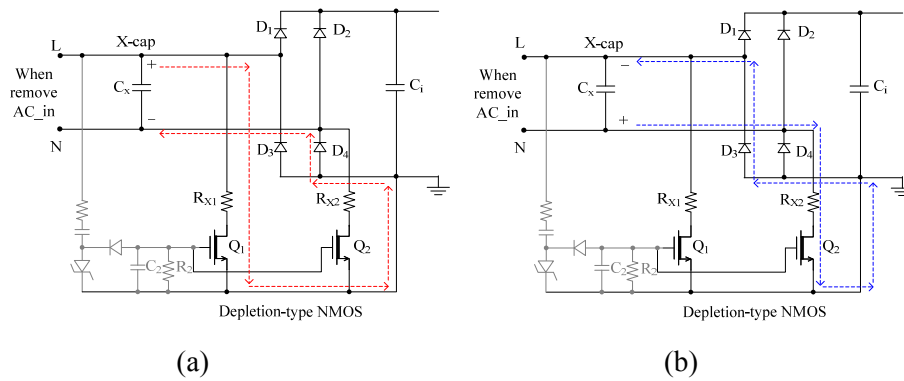 D1
D2
L
X-cap
+
When
remove
AC_in
Cx
Ci
−
N
D3
D4
RX1
RX2
Q1
Q2
C2
R2
Depletion-type NMOS
(a)
D1
D2
L
X-cap
−
When
remove
AC_in
Cx
Ci
+
N
D3
D4
RX1
RX2
Q1
Q2
C2
R2
Depletion-type NMOS
(b)